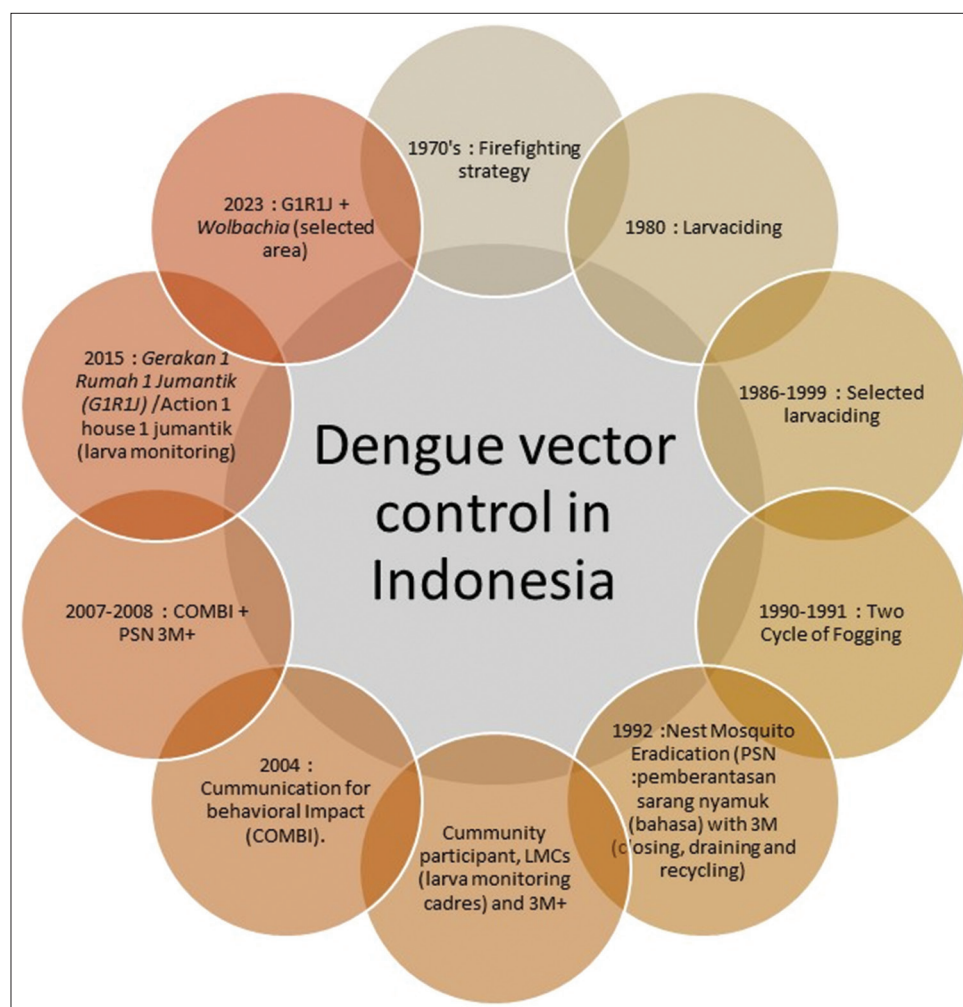 Dengue vector
control in
Indonesia
1970's : Firefighting
strategy
1980 : Larvaciding
1986-1999 : Selected
larvaciding
1990-1991 : Two
Cycle of Fogging
1992 :Nest Mosquito
Eradication (PSN
:pemberantasan
sarang nyamuk
(bahasa) with 3M
(closing, draining and
recycling)
Cummunity
participant, LMCs
(larva monitoring
cadres) and 3M+
2004 :
Cummunication for
behavioral Impact
(COMBI).
2007-2008 : COMBI +
PSN 3M+
2015 : Gerakan 1
Rumah 1 Jumantik
(G1R1J) /Action 1
house 1 jumantik
(larva monitoring)
2023 : G1R1J +
Wolbachia (selected
area)